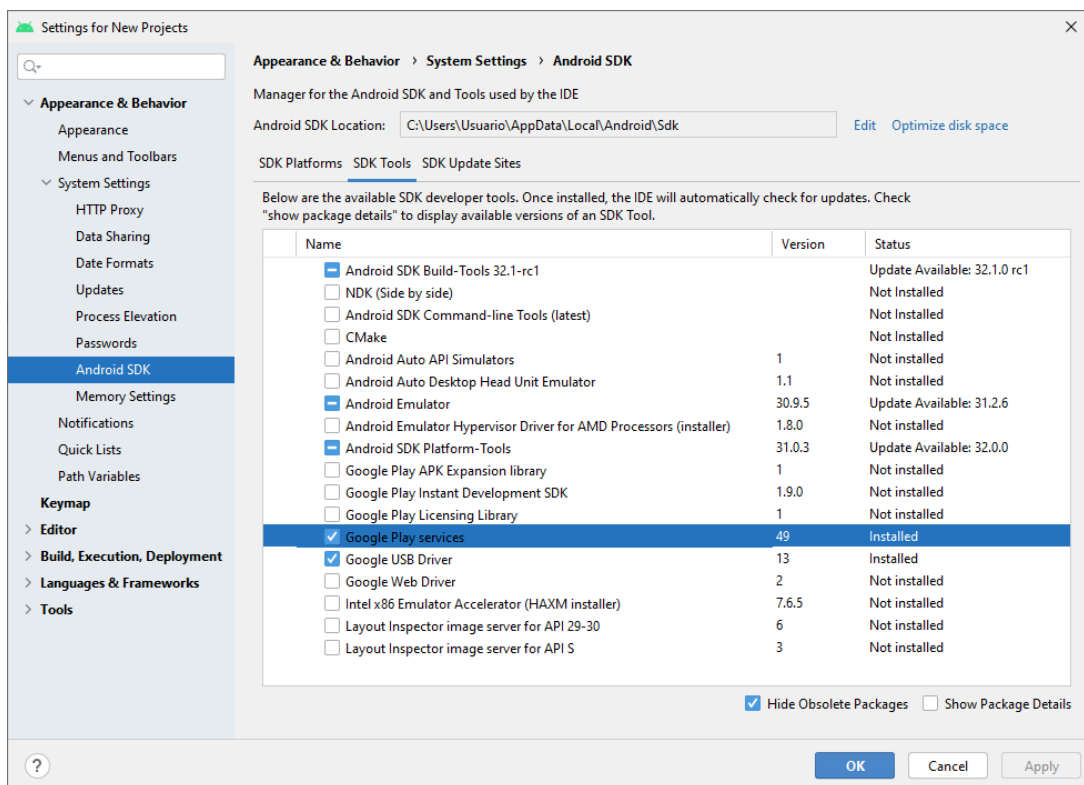 Settings for New Projects
Appearance & Behavior
Appearance
Menus and Toolbars
System Settings
HTTP Proxy
Data Sharing
Date Formats
Updates
Process Elevation
Passwords
Android SDK
Memory Settings
Notifications
Quick Lists
Path Variables
Keymap
Editor
Build, Execution, Deployment
Languages & Frameworks
Tools
Appearance & Behavior › System Settings › Android SDK
Manager for the Android SDK and Tools used by the IDE
Android SDK Location: C:\Users\Usuario\AppData\Local\Android\Sdk Edit Optimize disk space
SDK Platforms SDK Tools SDK Update Sites
Below are the available SDK developer tools. Once installed, the IDE will automatically check for updates. Check
"show package details" to display available versions of an SDK Tool.
Name Version Status
Android SDK Build-Tools 32.1-rc1 Update Available: 32.1.0 rc1
NDK (Side by side) Not Installed
Android SDK Command-line Tools (latest) Not Installed
CMake Not Installed
Android Auto API Simulators 1 Not installed
Android Auto Desktop Head Unit Emulator 1.1 Not installed
Android Emulator 30.9.5 Update Available: 31.2.6
Android Emulator Hypervisor Driver for AMD Processors (installer) 1.8.0 Not installed
Android SDK Platform-Tools 31.0.3 Update Available: 32.0.0
Google Play APK Expansion library 1 Not installed
Google Play Instant Development SDK 1.9.0 Not installed
Google Play Licensing Library 1 Not installed
Google Play services 49 Installed
Google USB Driver 13 Installed
Google Web Driver 2 Not installed
Intel x86 Emulator Accelerator (HAXM installer) 7.6.5 Not installed
Layout Inspector image server for API 29-30 6 Not installed
Layout Inspector image server for API S 3 Not installed
Hide Obsolete Packages Show Package Details
? OK Cancel Apply